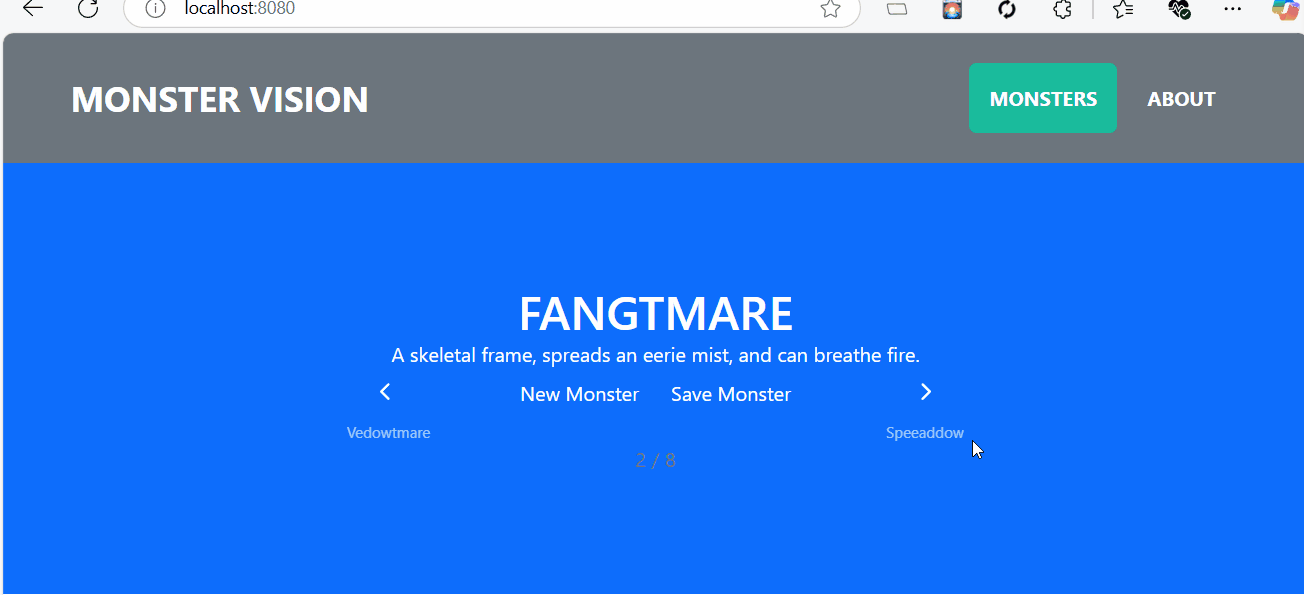 localhost:8080
MONSTER VISION
MONSTERS
ABOUT
FANGTMARE
A skeletal frame, spreads an eerie mist, and can breathe fire.
New Monster
Save Monster
Vedowtmare
Speeaddow
2 / 8